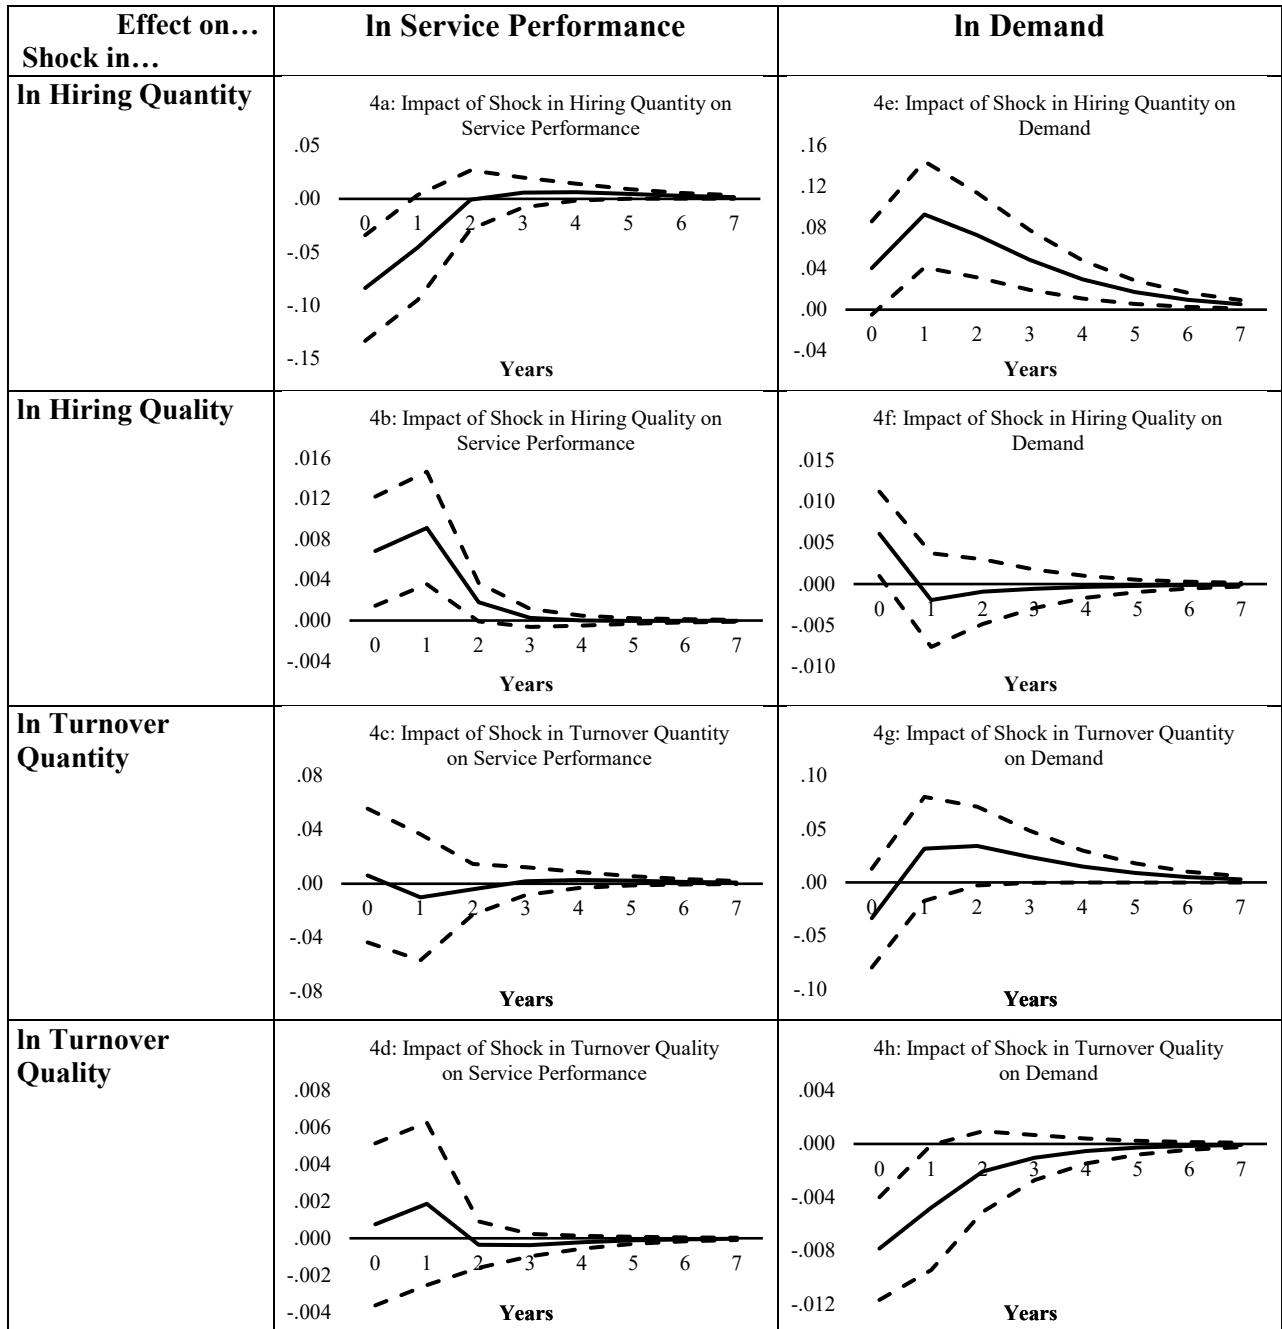 Effect on…
Shock in…
ln Service Performance
ln Demand
ln Hiring Quantity
4a: Impact of Shock in Hiring Quantity on
Service Performance
.05
.00
-.05
-.10
-.15
0 1 2 3 4 5 6 7
Years
4e: Impact of Shock in Hiring Quantity on
Demand
.16
.12
.08
.04
.00
-.04
0 1 2 3 4 5 6 7
Years
ln Hiring Quality
4b: Impact of Shock in Hiring Quality on
Service Performance
.016
.012
.008
.004
.000
-.004
0 1 2 3 4 5 6 7
Years
4f: Impact of Shock in Hiring Quality on
Demand
.015
.010
.005
.000
-.005
-.010
0 1 2 3 4 5 6 7
Years
ln Turnover
Quantity
4c: Impact of Shock in Turnover Quantity
on Service Performance
.08
.04
.00
-.04
-.08
0 1 2 3 4 5 6 7
Years
4g: Impact of Shock in Turnover Quantity
on Demand
.10
.05
.00
-.05
-.10
0 1 2 3 4 5 6 7
Years
ln Turnover
Quality
4d: Impact of Shock in Turnover Quality
on Service Performance
.008
.006
.004
.002
.000
-.002
-.004
0 1 2 3 4 5 6 7
Years
4h: Impact of Shock in Turnover Quality
on Demand
.004
.000
-.004
-.008
-.012
0 1 2 3 4 5 6 7
Years